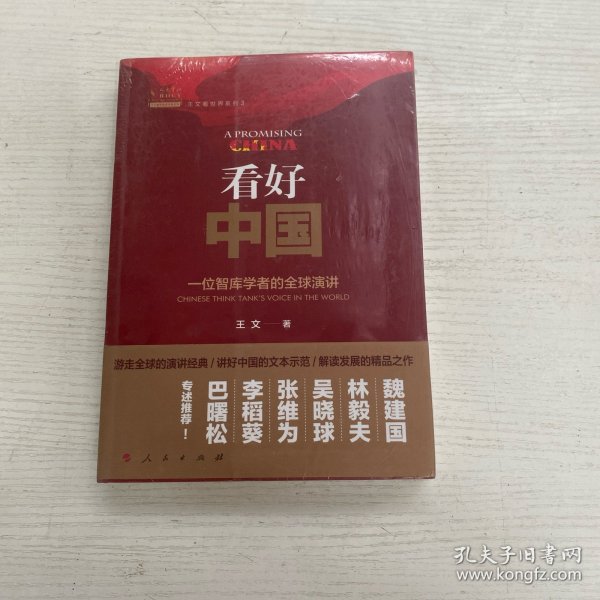 王文看世界系列3
A PROMISING
CHINA
看好
中国
一位智库学者的全球演讲
CHINESE THINK TANK'S VOICE IN THE WORLD
王 文 著
游走全球的演讲经典/讲好中国的文本示范/解读发展的精品之作
魏建国
林毅夫
吴晓球
张维为
李稻葵
巴曙松
专述推荐!
人民出版社
孔夫子旧书网
www.kongfz.com